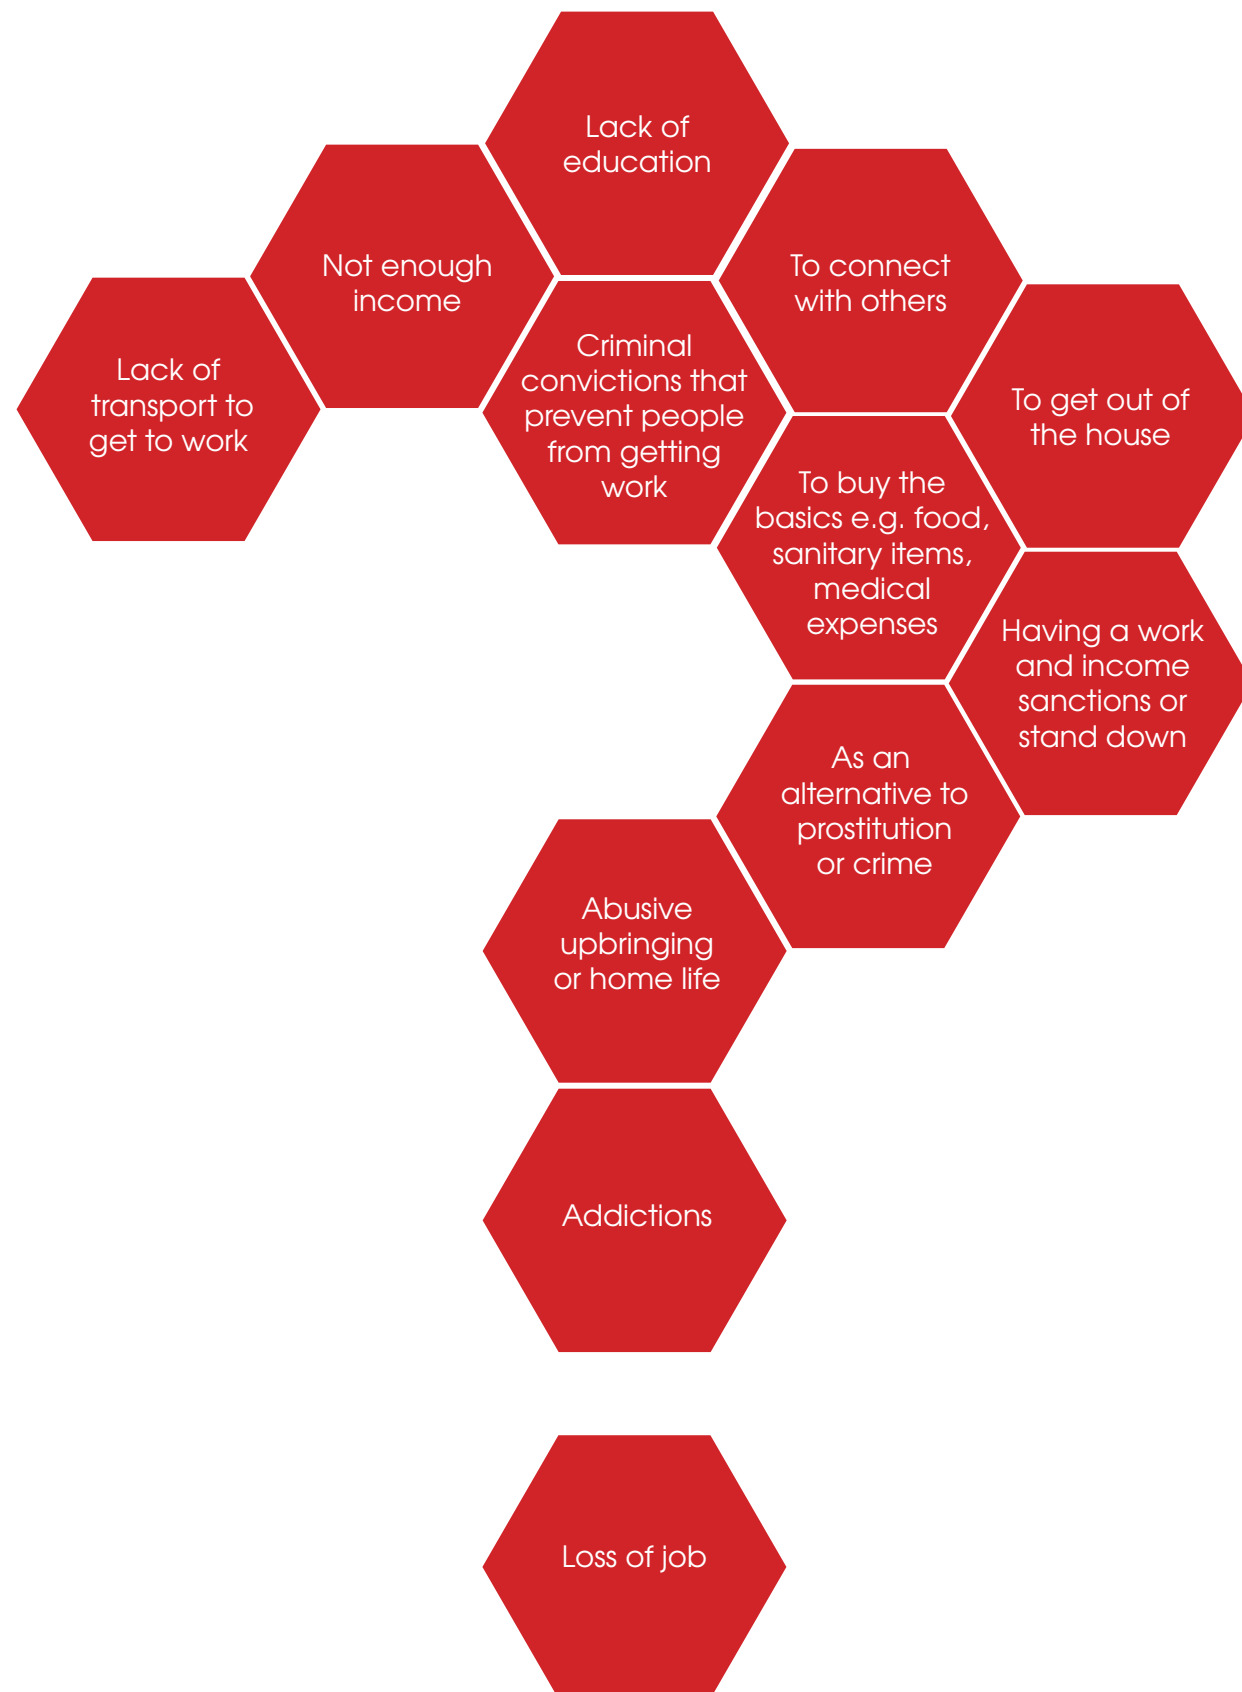 Lack of
education
Not enough
income
To connect
with others
Lack of
transport to
get to work
Criminal
convictions that
prevent people
from getting
work
To get out of
the house
To buy the
basics e.g. food,
sanitary items,
medical
expenses
Having a work
and income
sanctions or
stand down
As an
alternative to
prostitution
or crime
Abusive
upbringing
or home life
Addictions
Loss of job